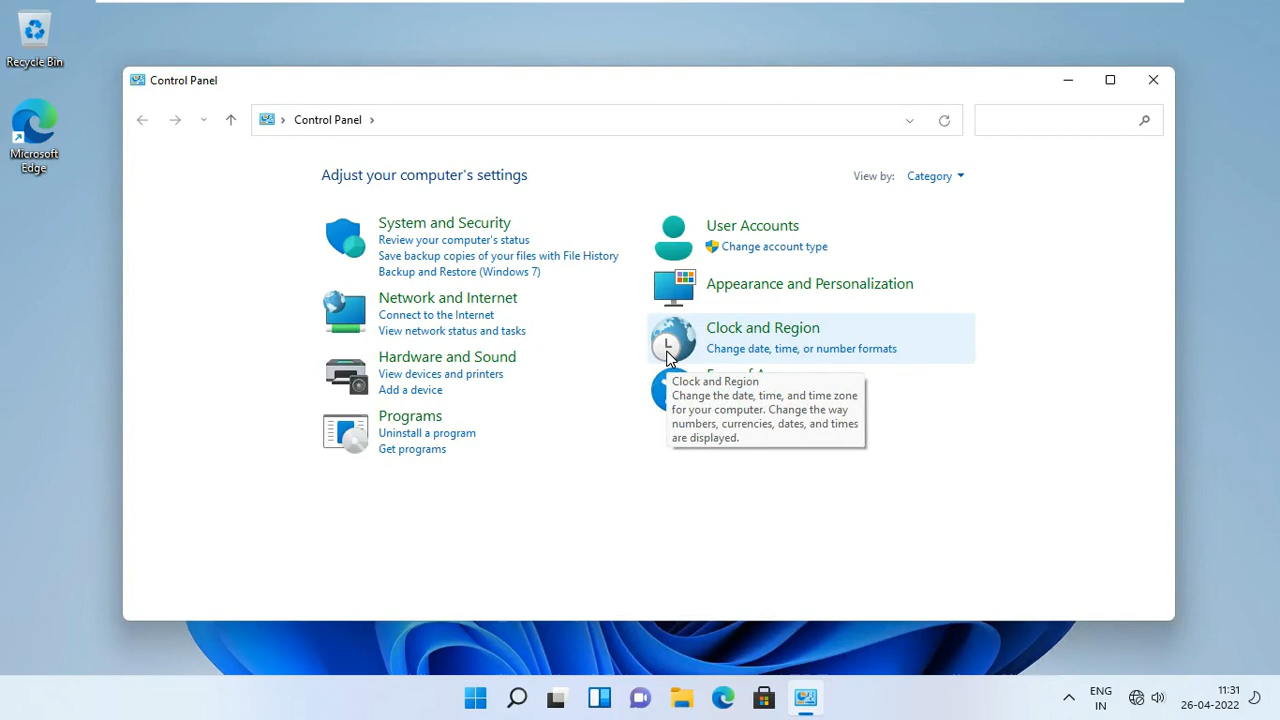 Recycle Bin
Microsoft
Edge
Control Panel
Control Panel
Adjust your computer's settings
View by:
Category
System and Security
Review your computer's status
Save backup copies of your files with File History
Backup and Restore (Windows 7)
Network and Internet
Connect to the Internet
View network status and tasks
Hardware and Sound
View devices and printers
Add a device
Programs
Uninstall a program
Get programs
User Accounts
Change account type
Appearance and Personalization
Clock and Region
Change date, time, or number formats
Clock and Region
Change the date, time, and time zone
for your computer. Change the way
numbers, currencies, dates, and times
are displayed.
ENG
IN
11:31
26-04-2022